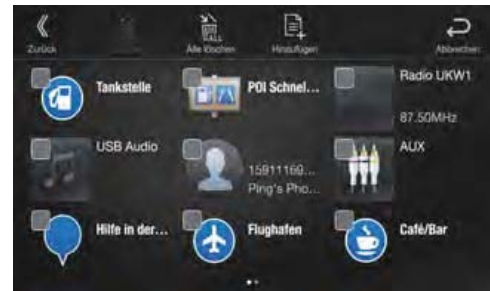 Zurück
Alle löschen
Hinzufügen
Abbrechen
Tankstelle
POI Schnel...
Radio UKW1
87.50MHz
USB Audio
15911169...
Ping's Pho...
AUX
Hilfe in der...
Flughafen
Café/Bar